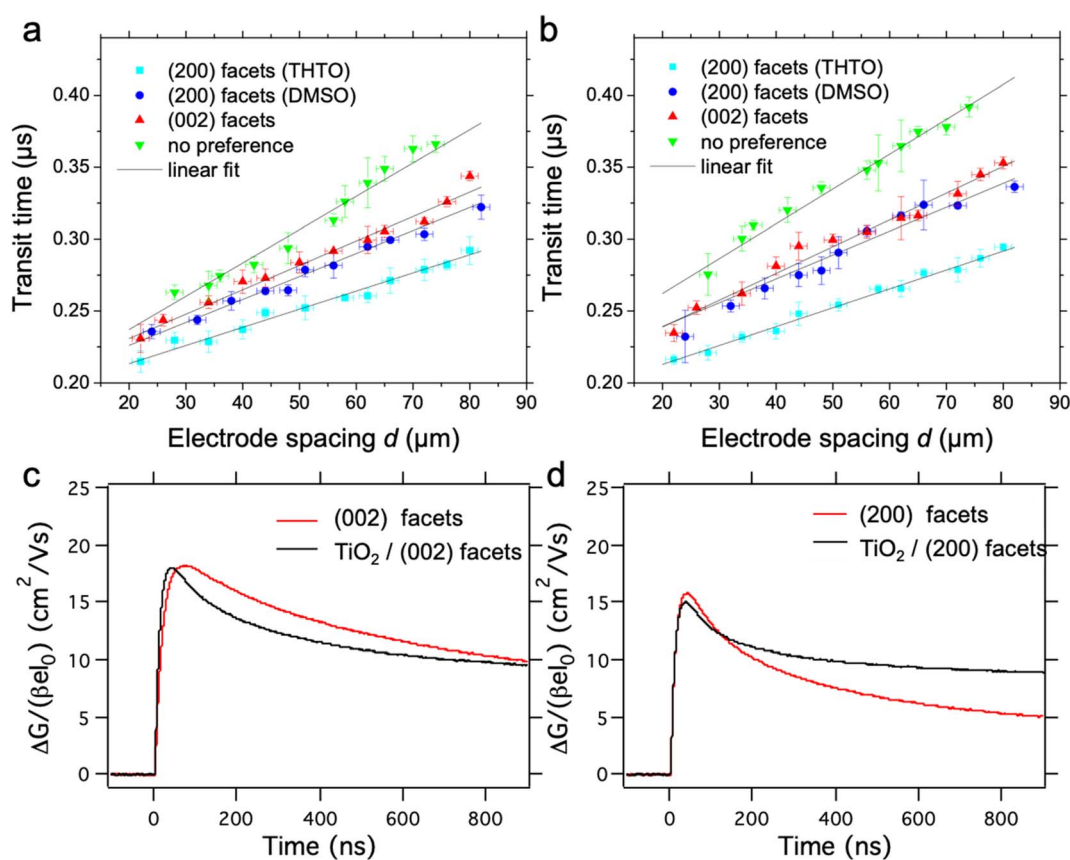 a
(200) facets (THTO)
(200) facets (DMSO)
(002) facets
no preference
linear fit
Transit time (µs)
0.40
0.35
0.30
0.25
0.20
20 30 40 50 60 70 80 90
Electrode spacing d (µm)
b
(200) facets (THTO)
(200) facets (DMSO)
(002) facets
no preference
linear fit
Transit time (µs)
0.40
0.35
0.30
0.25
0.20
20 30 40 50 60 70 80 90
Electrode spacing d (µm)
c
(002) facets
TiO₂ / (002) facets
ΔG/(βeI₀) (cm²/Vs)
25
20
15
10
5
0
0 200 400 600 800
Time (ns)
d
(200) facets
TiO₂ / (200) facets
ΔG/(βeI₀) (cm²/Vs)
25
20
15
10
5
0
0 200 400 600 800
Time (ns)